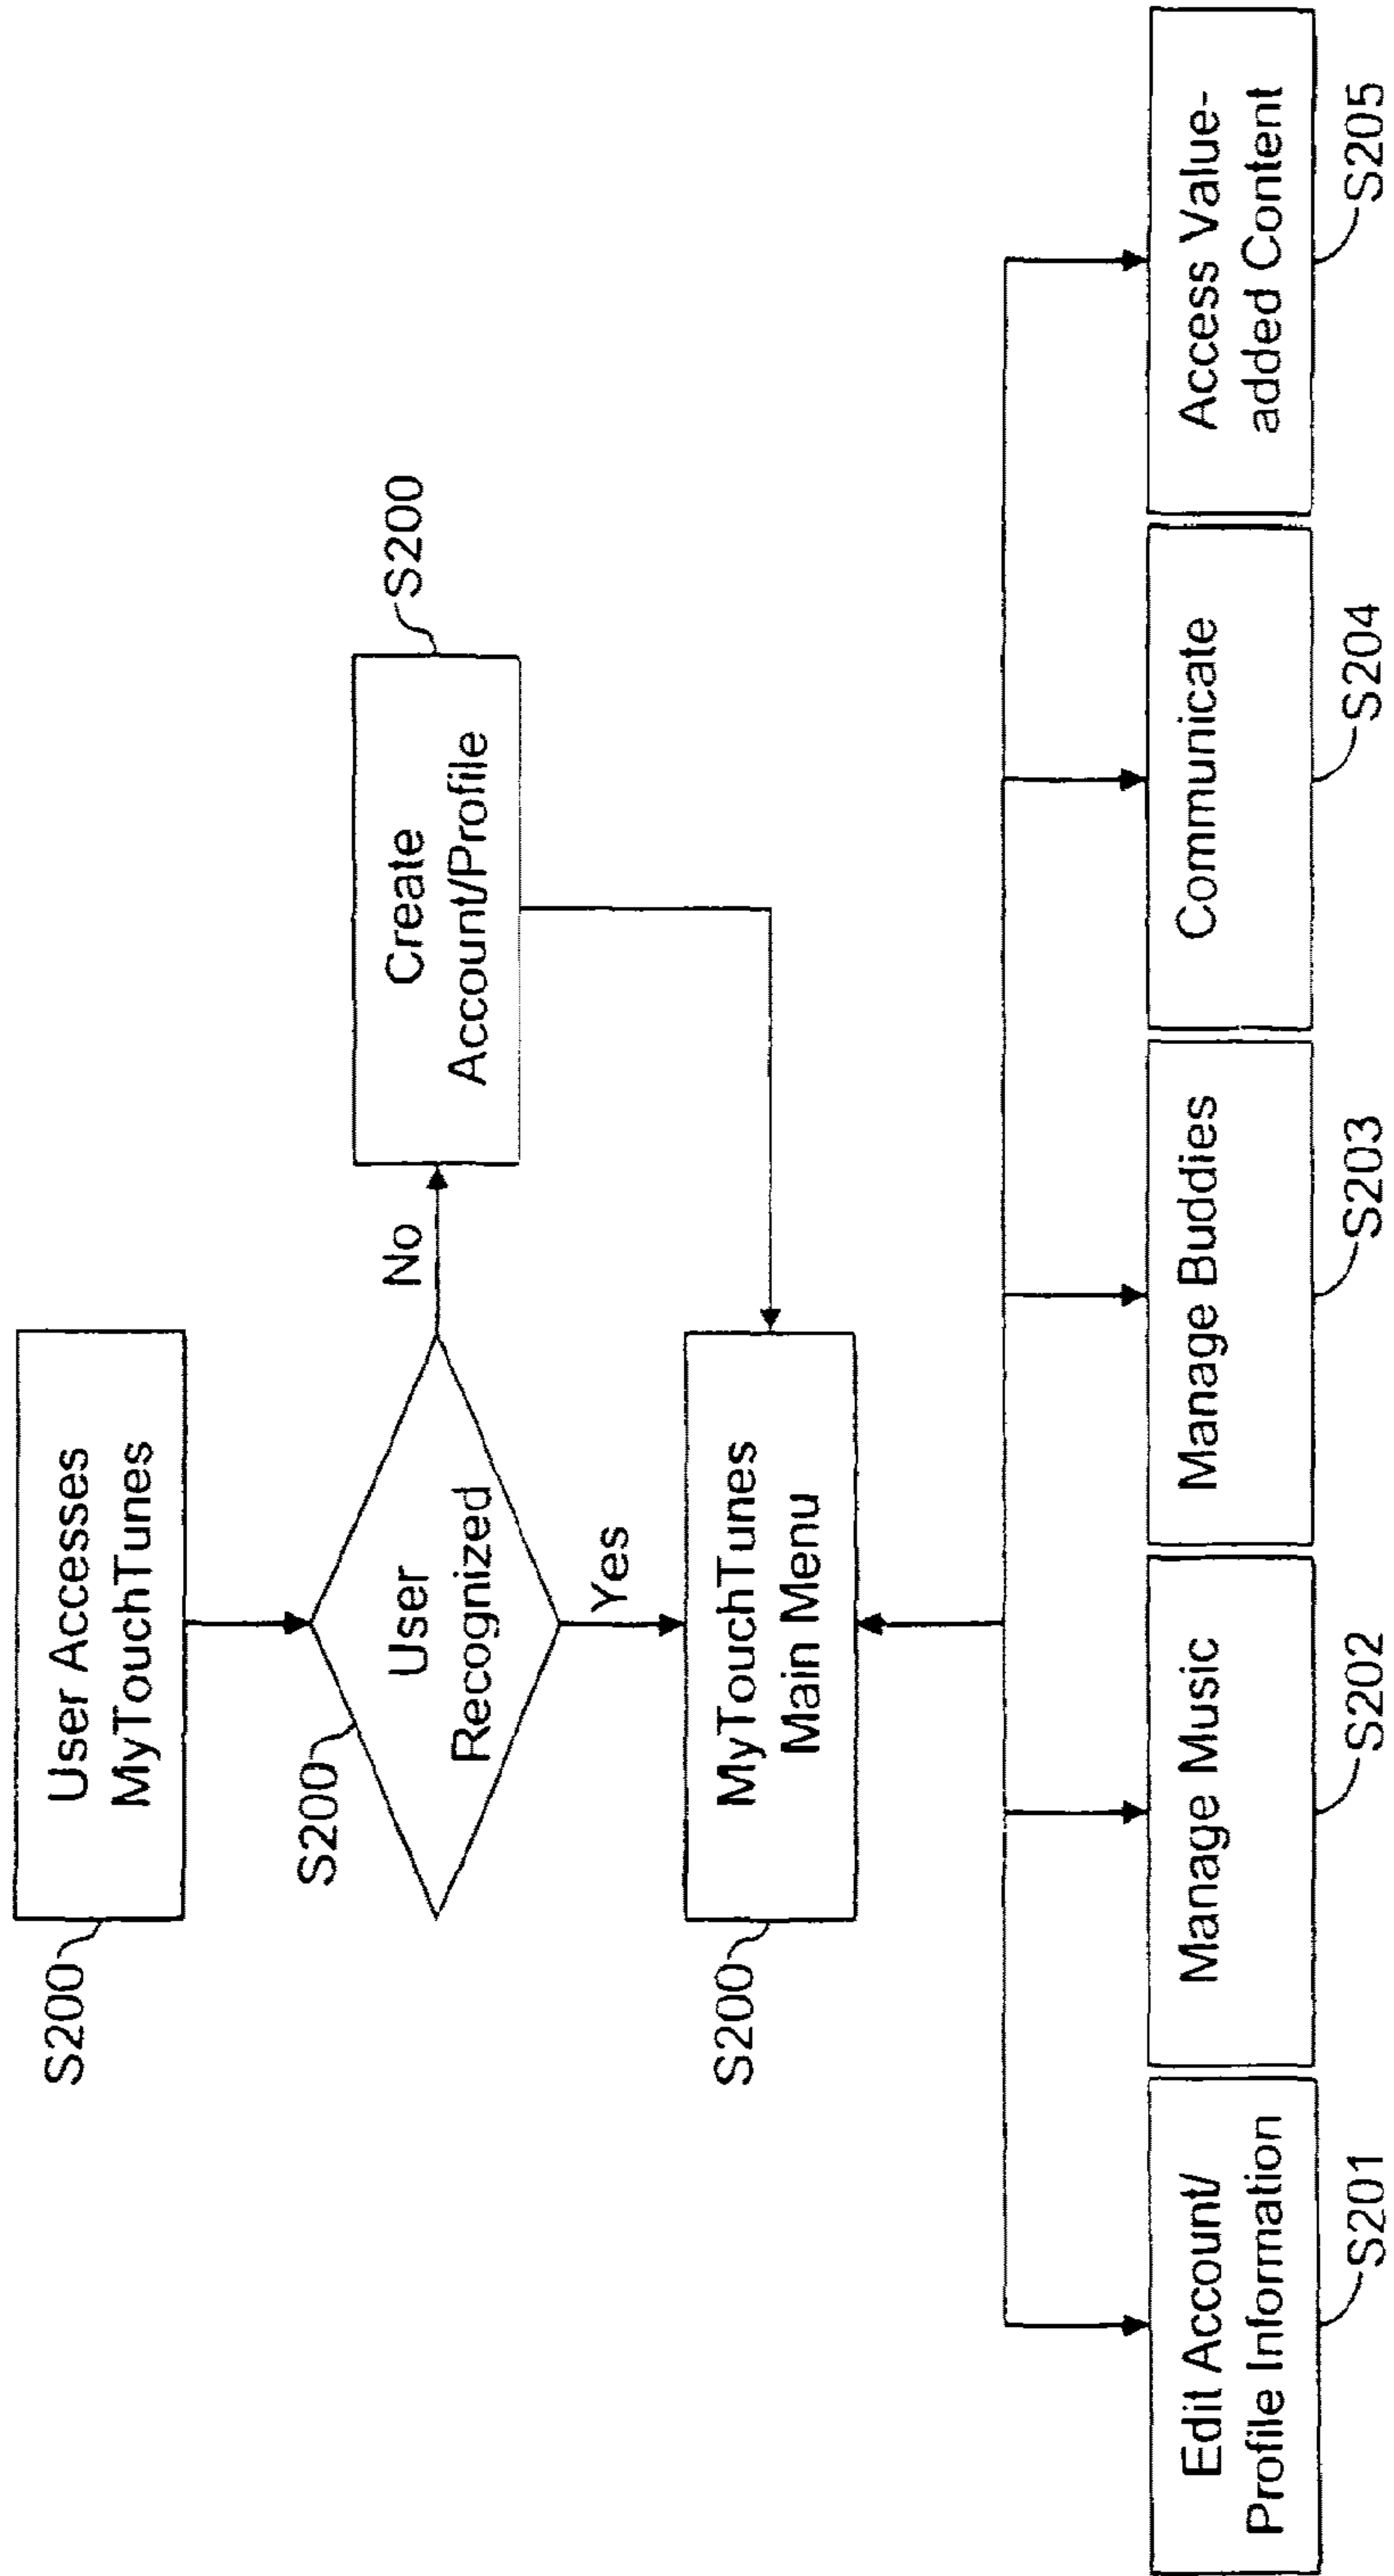 User Accesses
MyTouchTunes
S200
User
Recognized
S200
No
Create
Account/Profile
S200
Yes
MyTouchTunes
Main Menu
S200
Edit Account/
Profile Information
S201
Manage Music
S202
Manage Buddies
S203
Communicate
S204
Access Value-
added Content
S205